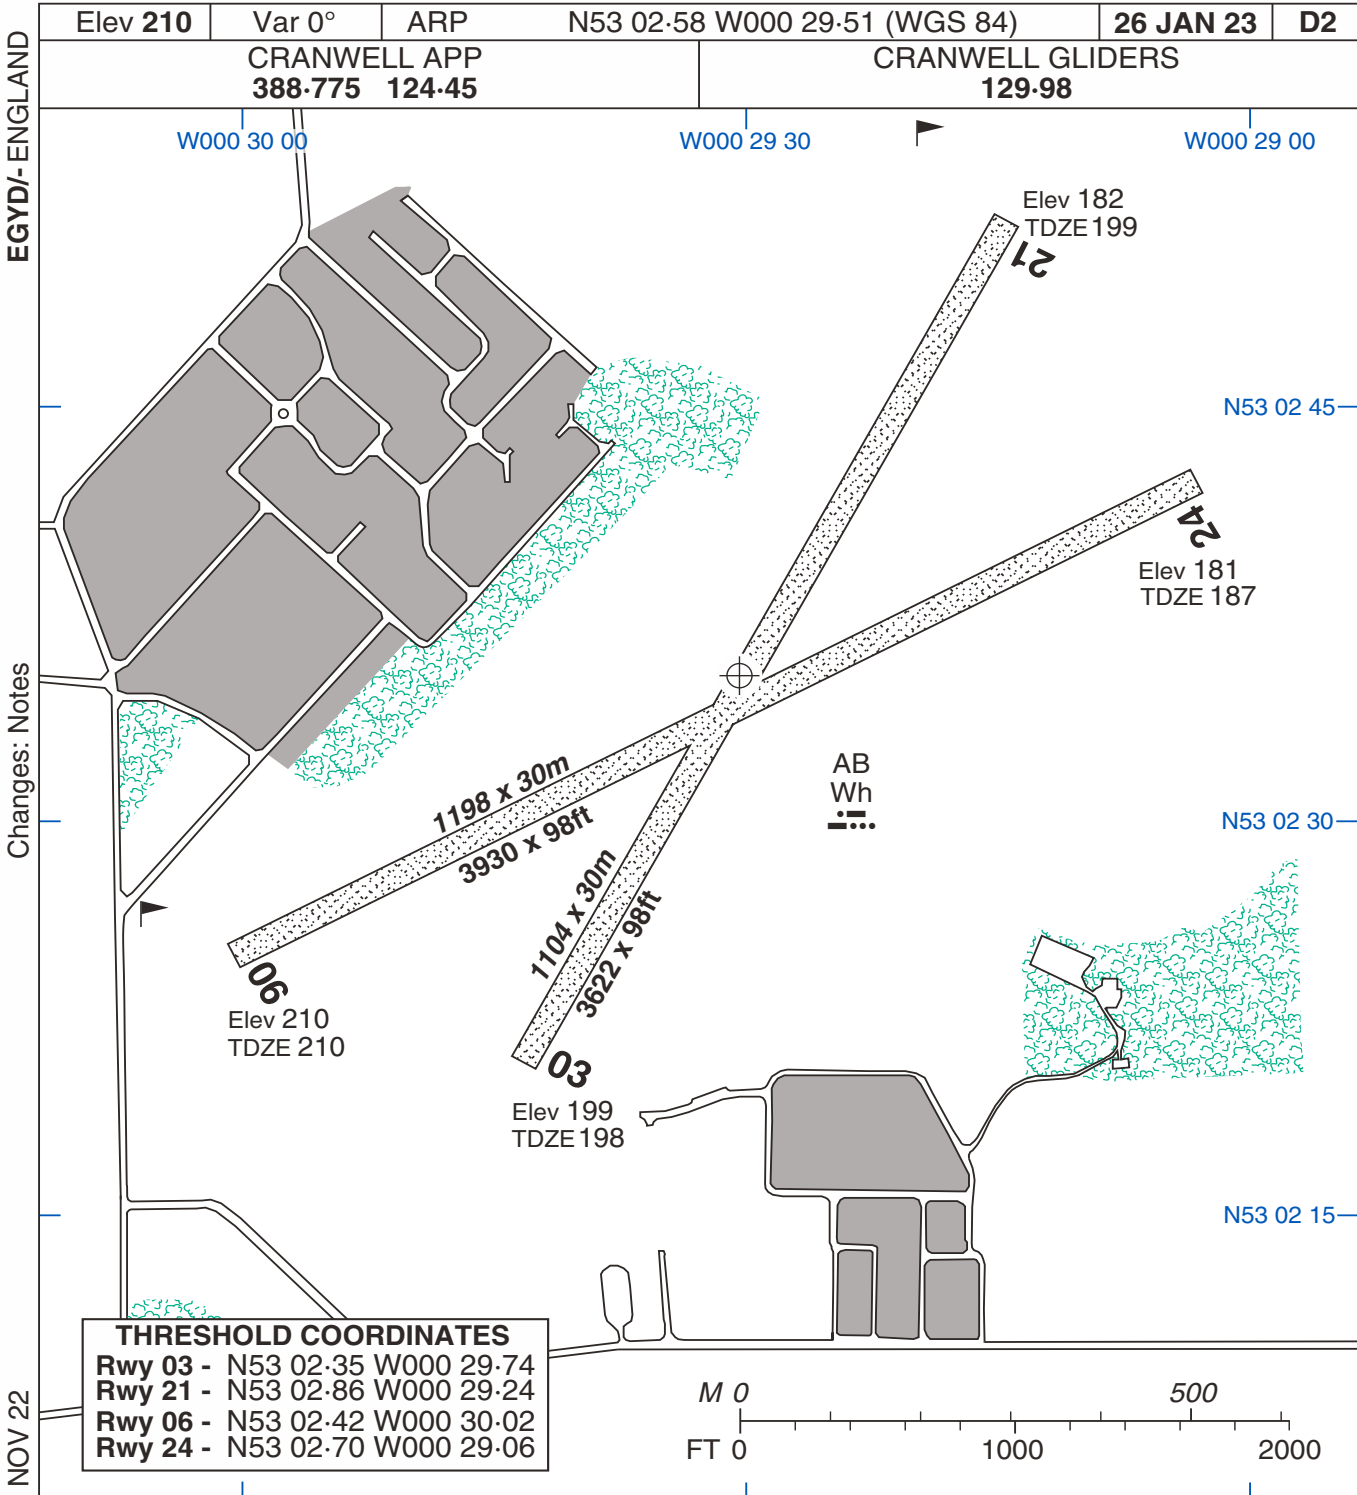 Elev 210 Var 0° ARP N53 02·58 W000 29·51 (WGS 84) 26 JAN 23 D2
CRANWELL APP
388·775 124·45
CRANWELL GLIDERS
129·98
EGYD/- ENGLAND
W000 30 00 W000 29 30 W000 29 00
Elev 182
TDZE 199
21
N53 02 45
24
Elev 181
TDZE 187
Changes: Notes
1198 x 30m
3930 x 98ft
AB
Wh
N53 02 30
1104 x 30m
3622 x 98ft
06
Elev 210
TDZE 210
03
Elev 199
TDZE 198
N53 02 15
THRESHOLD COORDINATES
Rwy 03 - N53 02·35 W000 29·74
Rwy 21 - N53 02·86 W000 29·24
Rwy 06 - N53 02·42 W000 30·02
Rwy 24 - N53 02·70 W000 29·06
M 0 500
FT 0 1000 2000
NOV 22